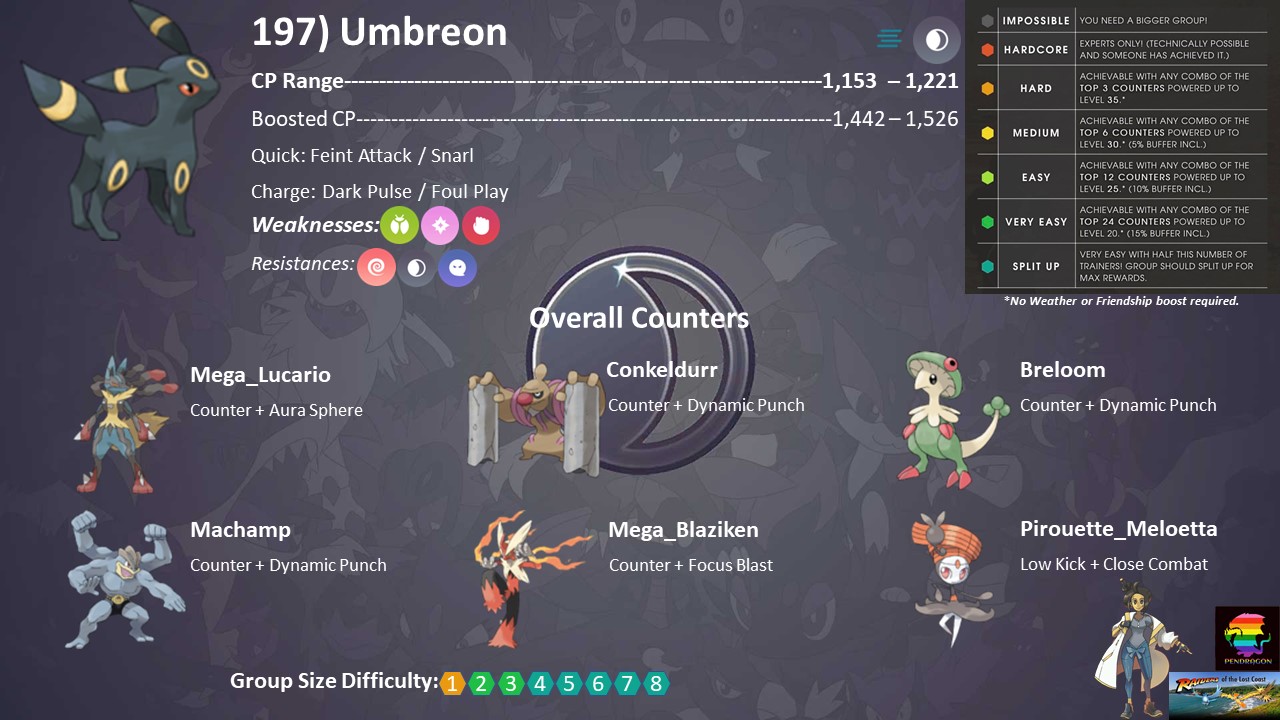 197) Umbreon
CP Range--------------------------------------------------------------------1,153 – 1,221
Boosted CP--------------------------------------------------------------------1,442 – 1,526
Quick: Feint Attack / Snarl
Charge: Dark Pulse / Foul Play
Weaknesses:
Resistances:
IMPOSSIBLE YOU NEED A BIGGER GROUP!
HARDCORE EXPERTS ONLY! (TECHNICALLY POSSIBLE
AND SOMEONE HAS ACHIEVED IT.)
HARD ACHIEVABLE WITH ANY COMBO OF THE
TOP 3 COUNTERS POWERED UP TO
LEVEL 35.*
MEDIUM ACHIEVABLE WITH ANY COMBO OF THE
TOP 6 COUNTERS POWERED UP TO
LEVEL 30.* (5% BUFFER INCL.)
EASY ACHIEVABLE WITH ANY COMBO OF THE
TOP 12 COUNTERS POWERED UP TO
LEVEL 25.* (10% BUFFER INCL.)
VERY EASY ACHIEVABLE WITH ANY COMBO OF THE
TOP 24 COUNTERS POWERED UP TO
LEVEL 20.* (15% BUFFER INCL.)
SPLIT UP VERY EASY WITH HALF THIS NUMBER OF
TRAINERS! GROUP SHOULD SPLIT UP FOR
MAX REWARDS.
*No Weather or Friendship boost required.
Overall Counters
Mega_Lucario
Counter + Aura Sphere
Conkeldurr
Counter + Dynamic Punch
Breloom
Counter + Dynamic Punch
Machamp
Counter + Dynamic Punch
Mega_Blaziken
Counter + Focus Blast
Pirouette_Meloetta
Low Kick + Close Combat
Group Size Difficulty: 1 2 3 4 5 6 7 8
PENDRAGON
RAIDERS of the Lost Coast